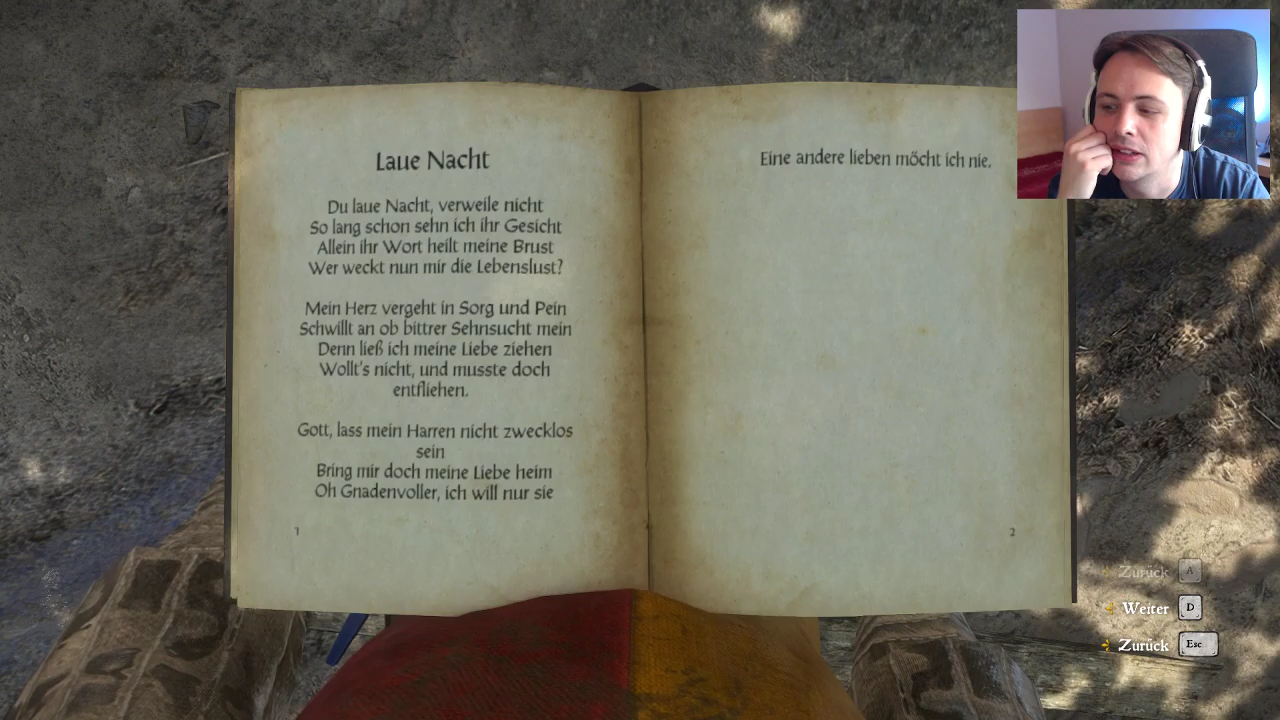 Laue Nacht
Du laue Nacht, verweile nicht
So lang schon sehn ich ihr Gesicht
Allein ihr Wort heilt meine Brust
Wer weckt nun mir die Lebenslust?
Mein Herz vergeht in Sorg und Pein
Schwillt an ob bittrer Sehnsucht mein
Denn ließ ich meine Liebe ziehen
Wollt's nicht, und musste doch
entfliehen.
Gott, lass mein Harren nicht zwecklos
sein
Bring mir doch meine Liebe heim
Oh Gnadenvoller, ich will nur sie
1
Eine andere lieben möcht ich nie.
2
Zurück A
Weiter D
Zurück Esc